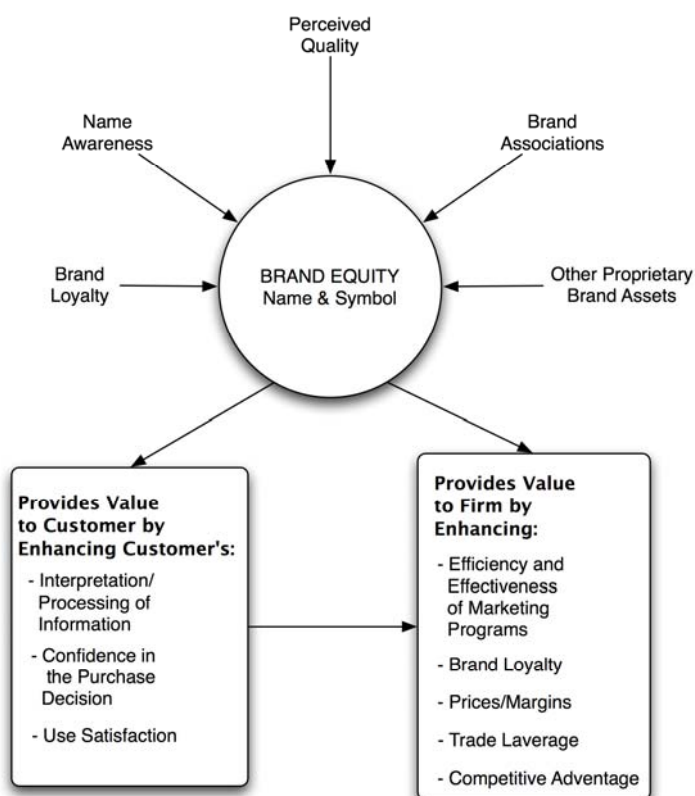 Perceived
Quality
Name
Awareness
Brand
Associations
Brand
Loyalty
BRAND EQUITY
Name & Symbol
Other Proprietary
Brand Assets
Provides Value
to Customer by
Enhancing Customer's:
- Interpretation/
Processing of
Information
- Confidence in
the Purchase
Decision
- Use Satisfaction
Provides Value
to Firm by
Enhancing:
- Efficiency and
Effectiveness
of Marketing
Programs
- Brand Loyalty
- Prices/Margins
- Trade Laverage
- Competitive Adventage